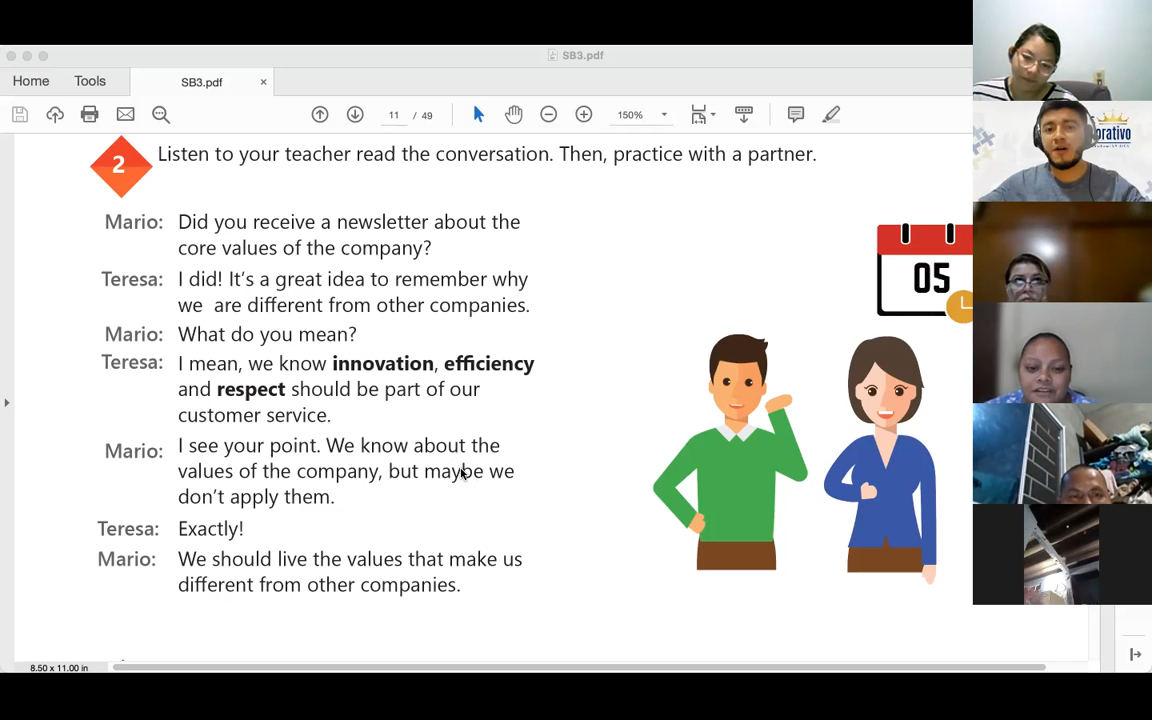 SB3.pdf
Home Tools SB3.pdf ×
11 / 49 150%
2 Listen to your teacher read the conversation. Then, practice with a partner.
Mario: Did you receive a newsletter about the
core values of the company?
Teresa: I did! It's a great idea to remember why
we are different from other companies.
Mario: What do you mean?
Teresa: I mean, we know innovation, efficiency
and respect should be part of our
customer service.
Mario: I see your point. We know about the
values of the company, but maybe we
don't apply them.
Teresa: Exactly!
Mario: We should live the values that make us
different from other companies.
05
orativo
8.50 x 11.00 in